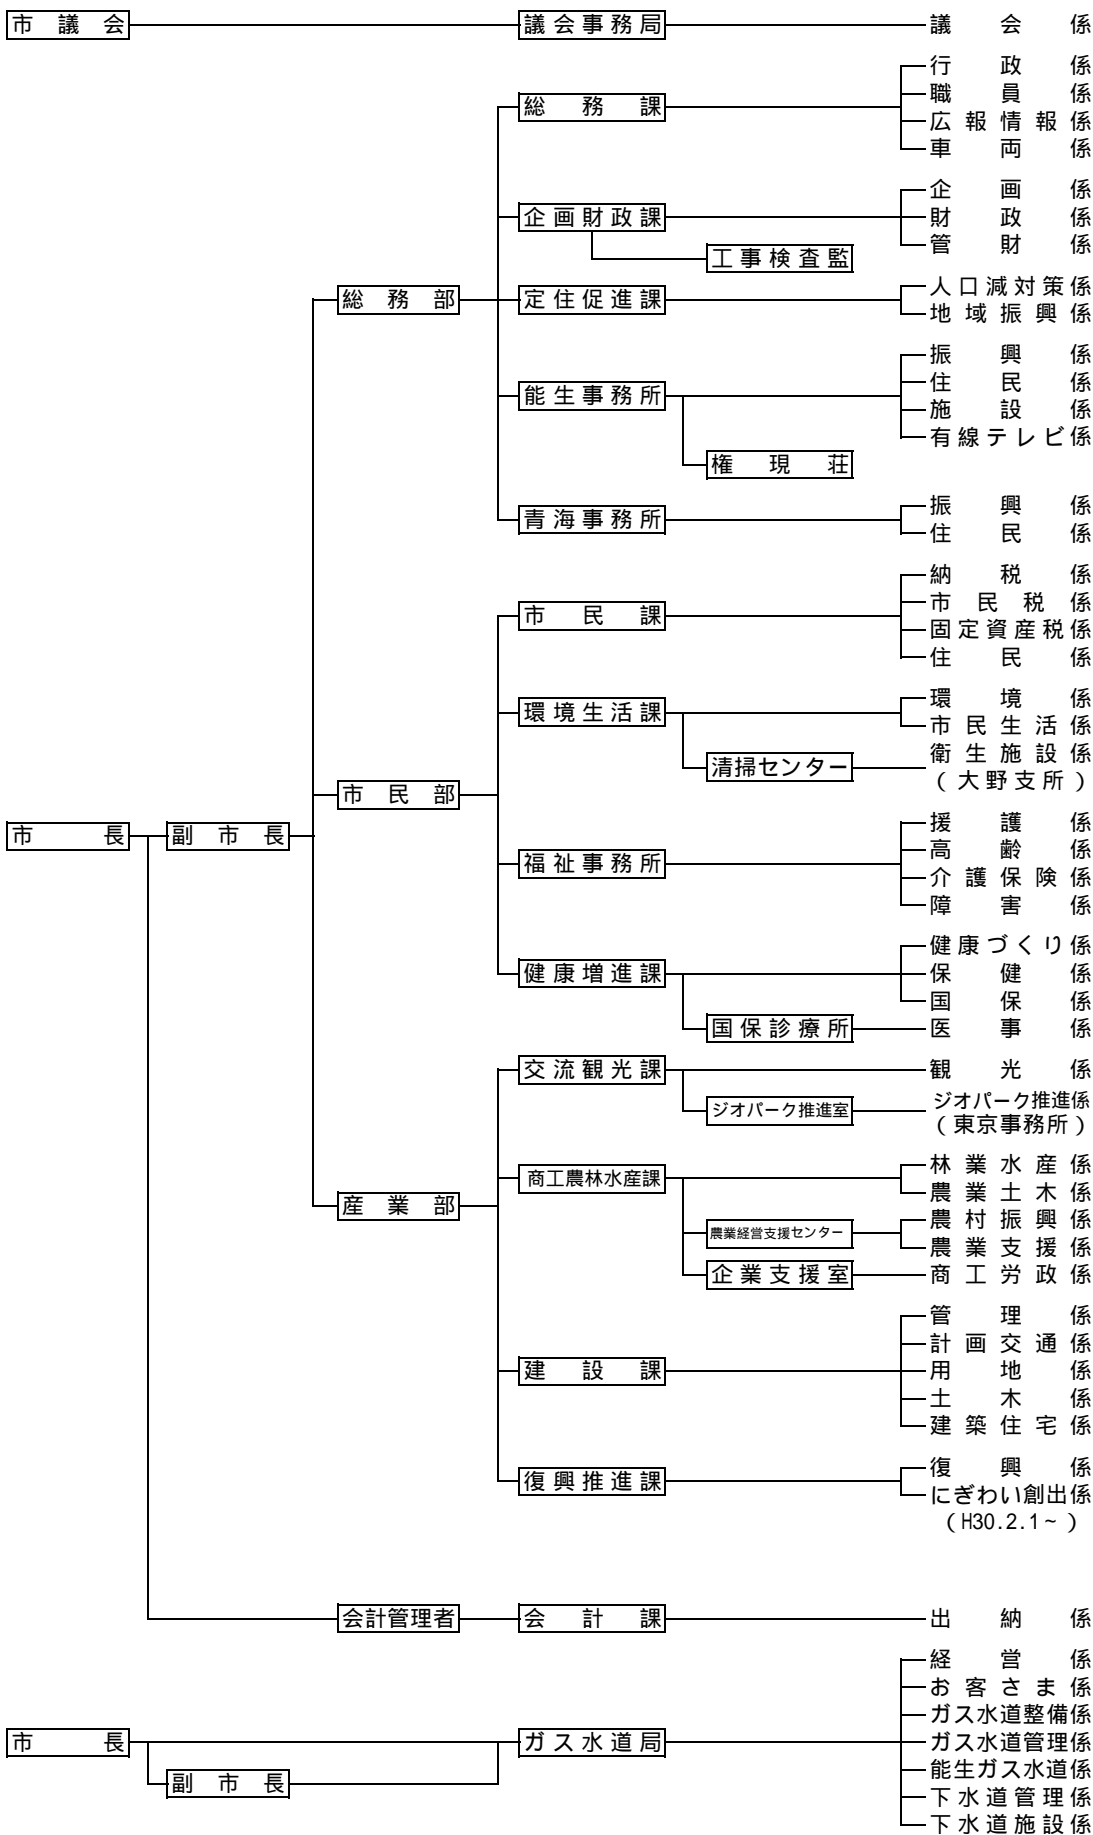 市議会 議会事務局 議会係
行政係
職員係
総務課
広報情報係
車両係
企画係
企画財政課 財政係
管財係
工事検査監
人口減対策係
総務部 定住促進課
地域振興係
振興係
住民係
能生事務所
施設係
有線テレビ係
権現荘
振興係
青海事務所
住民係
納税係
市民税係
市民課
固定資産税係
住民係
環境係
環境生活課
市民生活係
清掃センター 衛生施設係
(大野支所)
市民部
市長 副市長
援護係
高齢係
福祉事務所
介護保険係
障害係
健康づくり係
健康増進課 保健係
国保係
国保診療所 医事係
交流観光課 観光係
ジオパーク推進室 ジオパーク推進係
(東京事務所)
林業水産係
商工農林水産課
農業土木係
産業部
農村振興係
農業経営支援センター
農業支援係
企業支援室 商工労政係
管理係
計画交通係
建設課 用地係
土木係
建築住宅係
復興係
復興推進課
にぎわい創出係
(H30.2.1~)
会計管理者 会計課 出納係
経営係
お客さま係
ガス水道整備係
市長 ガス水道局 ガス水道管理係
能生ガス水道係
副市長
下水道管理係
下水道施設係